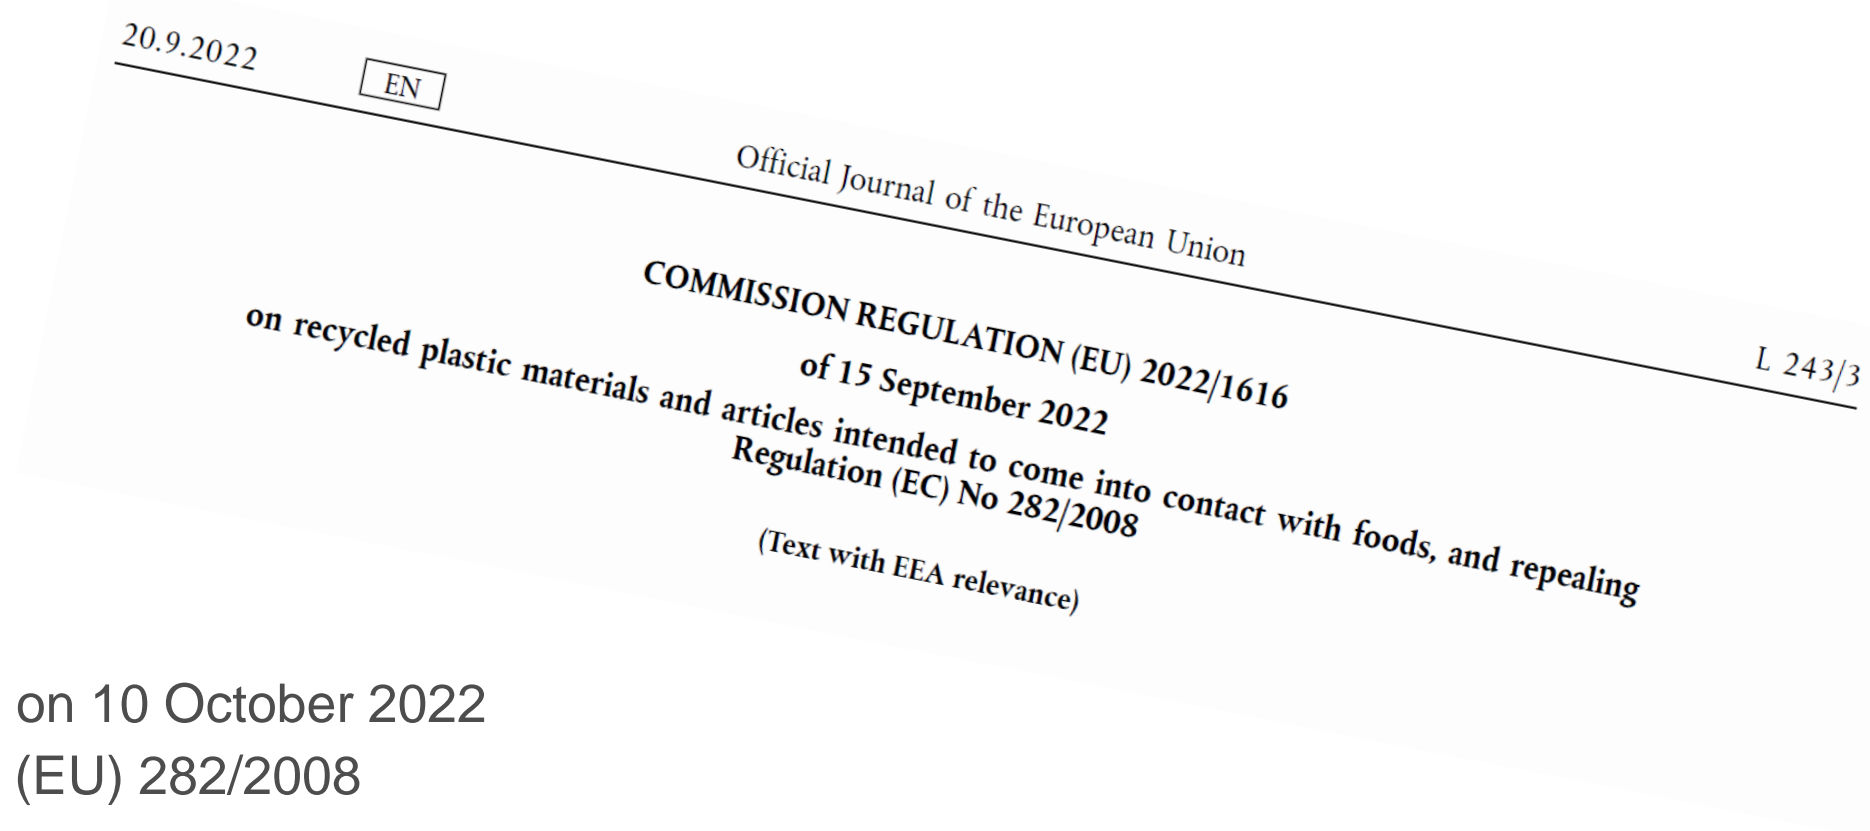 20.9.2022
EN
Official Journal of the European Union
L 243/3
COMMISSION REGULATION (EU) 2022/1616
of 15 September 2022
on recycled plastic materials and articles intended to come into contact with foods, and repealing
Regulation (EC) No 282/2008
(Text with EEA relevance)
on 10 October 2022
(EU) 282/2008